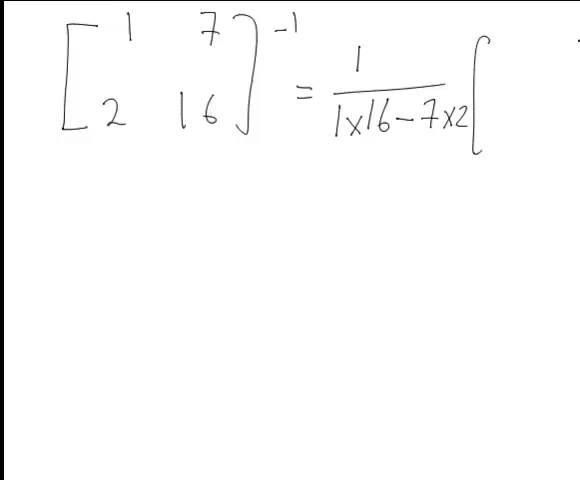 [ 1 7
2 16 ]^-1 = 1/(1x16-7x2) [